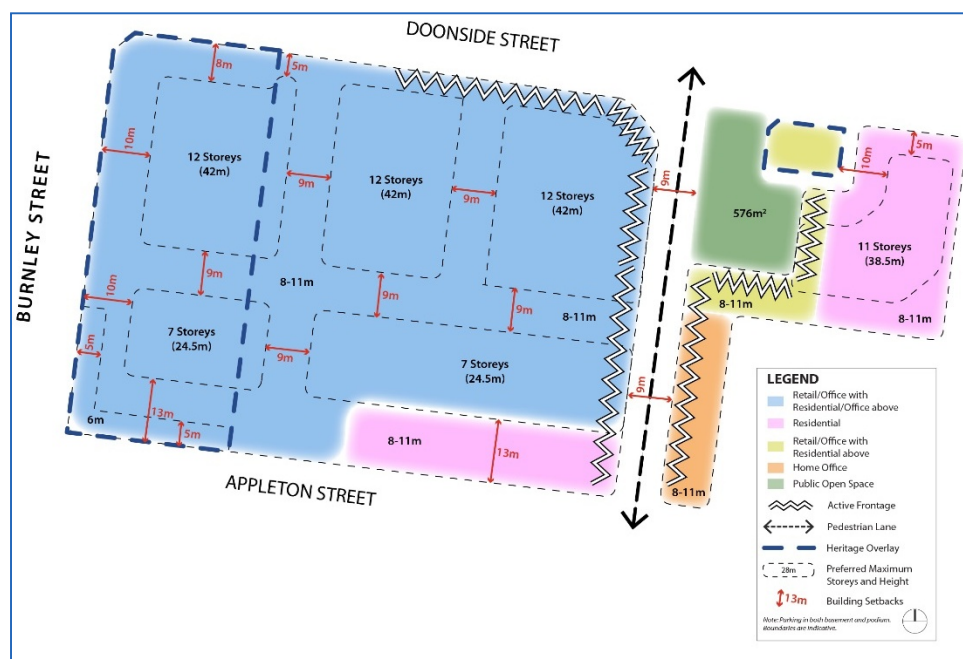 DOONSIDE STREET
BURNLEY STREET
APPLETON STREET
8m
5m
10m
12 Storeys
(42m)
9m
12 Storeys
(42m)
9m
12 Storeys
(42m)
9m
576m²
10m
5m
11 Storeys
(38.5m)
8-11m
8-11m
9m
8-11m
9m
9m
8-11m
10m
7 Storeys
(24.5m)
9m
7 Storeys
(24.5m)
9m
5m
13m
5m
6m
8-11m
13m
8-11m
LEGEND
Retail/Office with
Residential/Office above
Residential
Retail/Office with
Residential above
Home Office
Public Open Space
Active Frontage
Pedestrian Lane
Heritage Overlay
28m
Preferred Maximum
Storeys and Height
13m
Building Setbacks
Note: Parking in both basement and podium.
Boundaries are indicative.